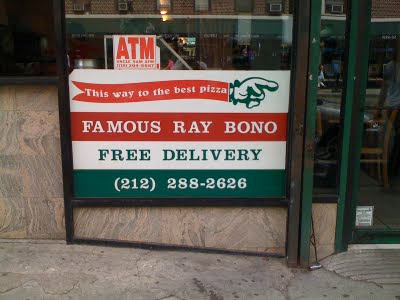 ATM
This way to the best pizza
FAMOUS RAY BONO
FREE DELIVERY
(212) 288-2626